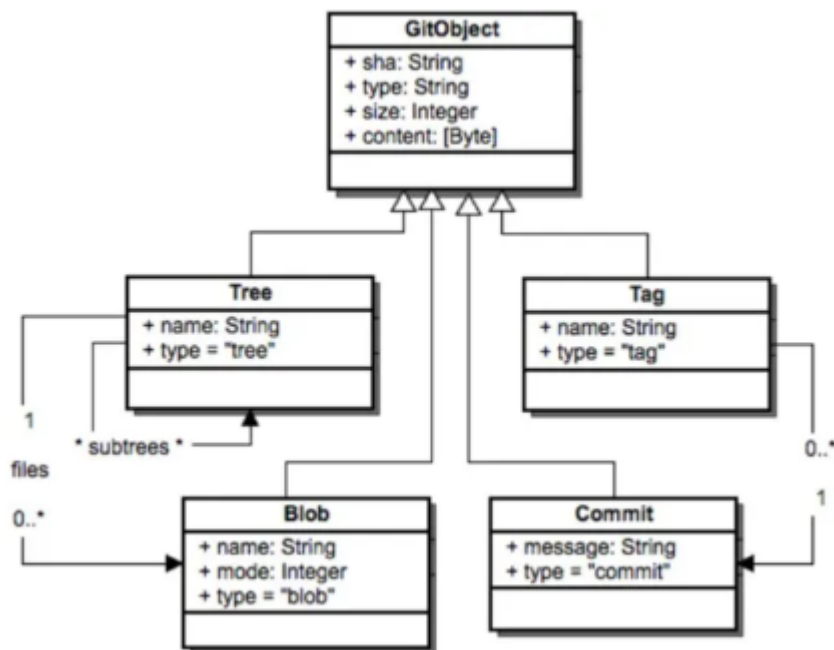 GitObject
+ sha: String
+ type: String
+ size: Integer
+ content: [Byte]
Tree
+ name: String
+ type = "tree"
Tag
+ name: String
+ type = "tag"
1
* subtrees *
files
0..*
0..*
1
Blob
+ name: String
+ mode: Integer
+ type = "blob"
Commit
+ message: String
+ type = "commit"